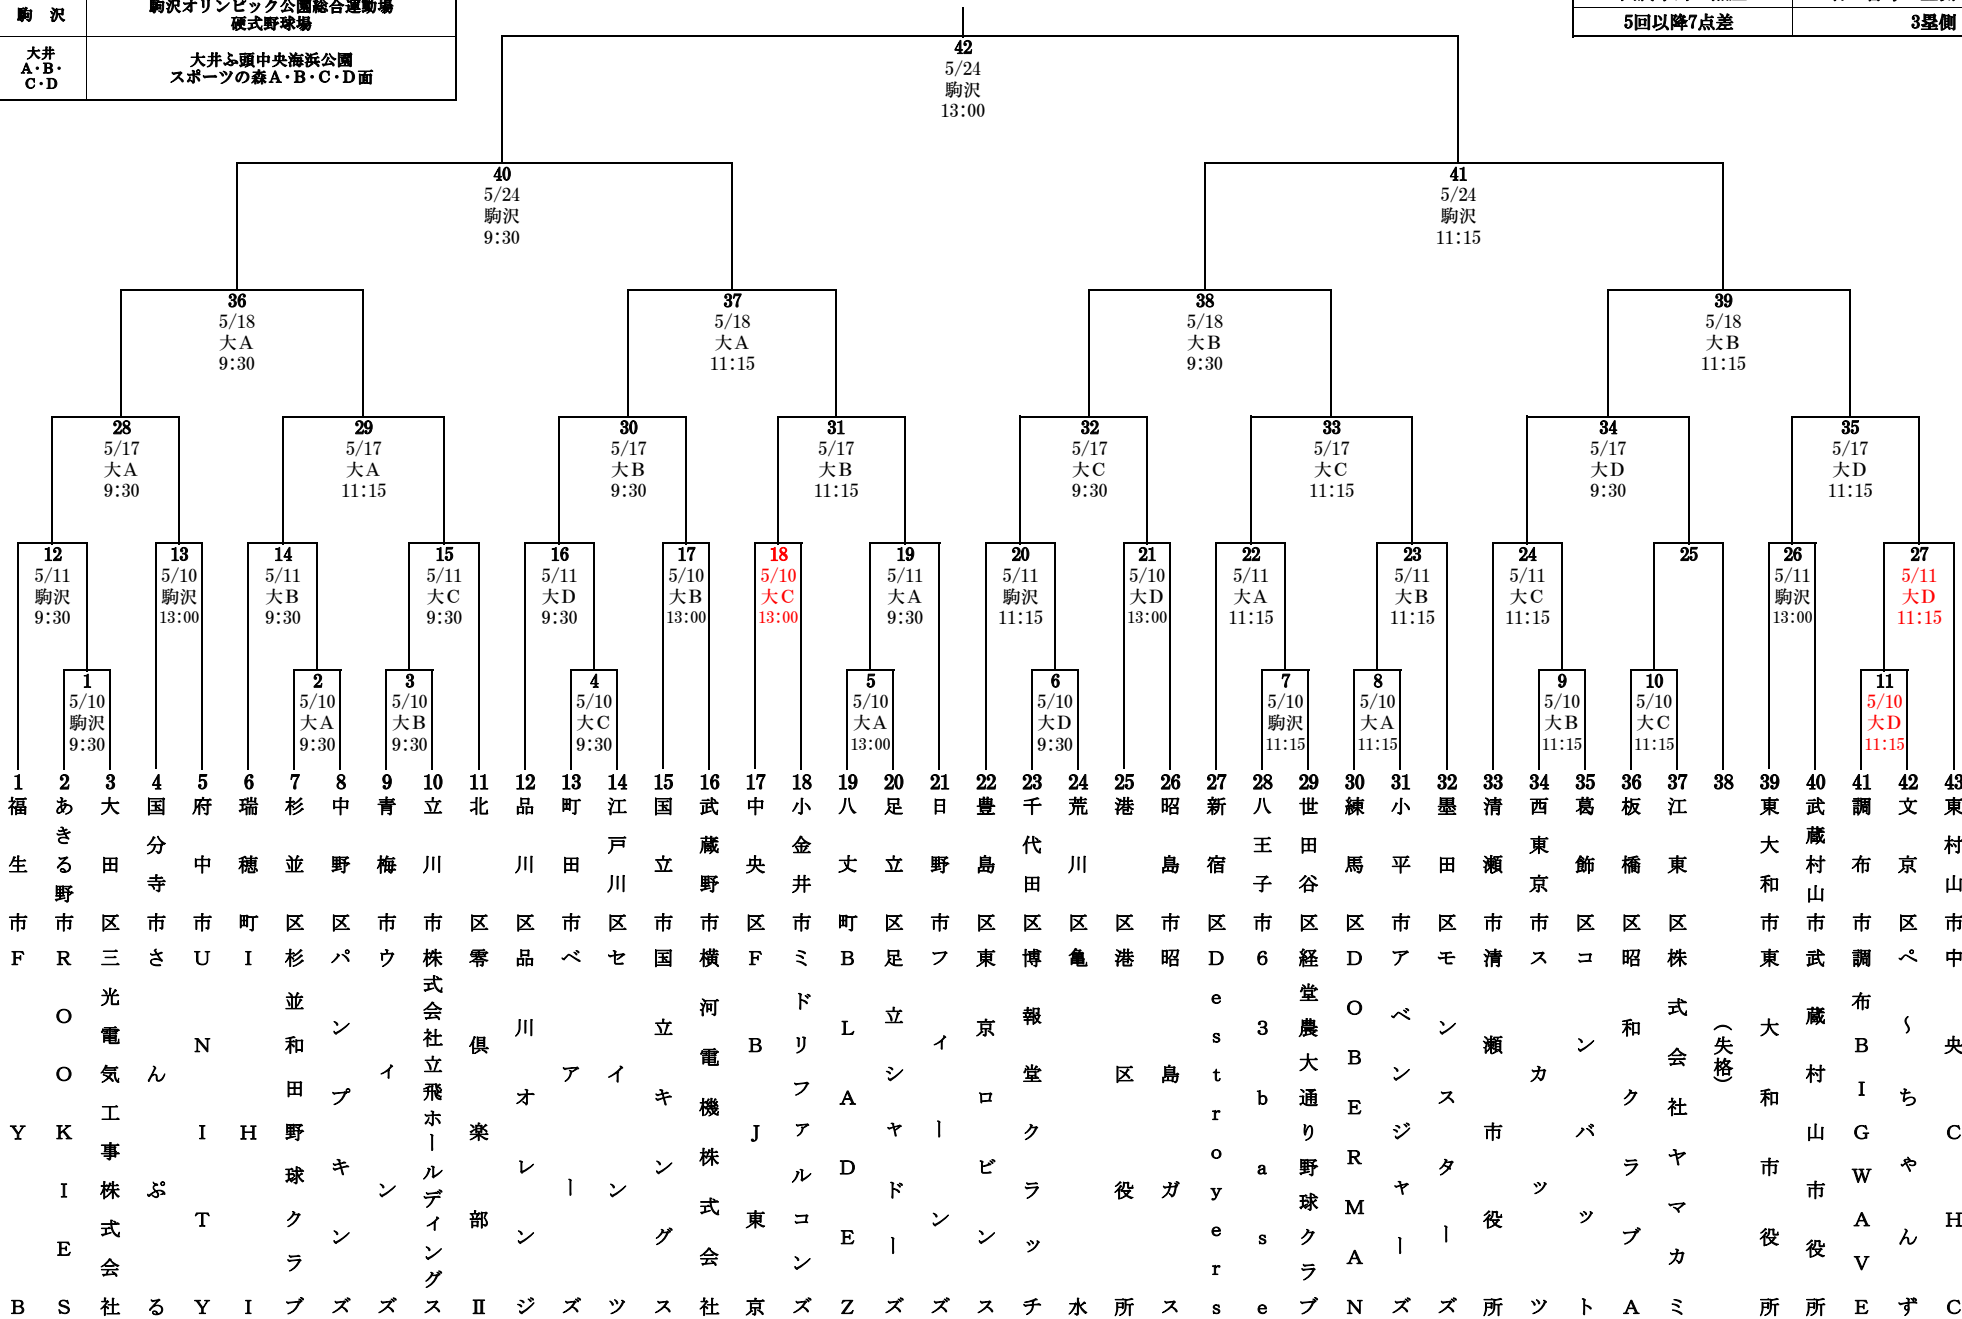 駒 沢
駒沢オリンピック公園総合運動場
硬式野球場
大井
A・B・
C・D
大井ふ頭中央海浜公園
スポーツの森A・B・C・D面
5回以降7点差
3塁側
42
5/24
駒沢
13:00
40
5/24
駒沢
9:30
41
5/24
駒沢
11:15
36
5/18
大A
9:30
37
5/18
大A
11:15
38
5/18
大B
9:30
39
5/18
大B
11:15
28
5/17
大A
9:30
29
5/17
大A
11:15
30
5/17
大B
9:30
31
5/17
大B
11:15
32
5/17
大C
9:30
33
5/17
大C
11:15
34
5/17
大D
9:30
35
5/17
大D
11:15
12
5/11
駒沢
9:30
13
5/10
駒沢
13:00
14
5/11
大B
9:30
15
5/11
大C
9:30
16
5/11
大D
9:30
17
5/10
大B
13:00
18
5/10
大C
13:00
19
5/11
大A
9:30
20
5/11
駒沢
11:15
21
5/10
大D
13:00
22
5/11
大A
11:15
23
5/11
大B
11:15
24
5/11
大C
11:15
25
26
5/11
駒沢
13:00
27
5/11
大D
11:15
1
5/10
駒沢
9:30
2
5/10
大A
9:30
3
5/10
大B
9:30
4
5/10
大C
9:30
5
5/10
大A
13:00
6
5/10
大D
9:30
7
5/10
駒沢
11:15
8
5/10
大A
11:15
9
5/10
大B
11:15
10
5/10
大C
11:15
11
5/10
大D
11:15
1 福生市 FYB
2 あきる野市 ROOKIES
3 大田区 三光電気工事株式会社
4 国分寺市 さんぷる
5 府中市 UNITY
6 瑞穂町 IHI
7 杉並区 杉並和田野球クラブ
8 中野区 パンプキンズ
9 青梅市 ウィンズ
10 立川市 株式会社立飛ホールディングス
11 北区 零倶楽部Ⅱ
12 品川区 品川オレンジ
13 町田市 ベアーズ
14 江戸川区 セインツ
15 国立市 国立キングス
16 武蔵野市 横河電機株式会社
17 中央区 FBJ東京
18 小金井市 ミドリファルコンズ
19 八丈町 BLADEZ
20 足立区 足立シャドーズ
21 日野市 フィーンズ
22 豊島区 東京ロビンス
23 千代田区 博報堂クラッチ
24 荒川区 亀水
25 港区 港区役所
26 昭島市 昭島ガス
27 新宿区 Destroyers
28 八王子市 63base
29 世田谷区 経堂農大通り野球クラブ
30 練馬区 DOBERMAN
31 小平市 アベンジャーズ
32 墨田区 モンスターズ
33 清瀬市 清瀬市役所
34 西東京市 スカッツ
35 葛飾区 コンバット
36 板橋区 昭和クラブA
37 江東区 株式会社ヤマカミ
38 (失格)
39 東大和市 東大和市役所
40 武蔵村山市 武蔵村山市役所
41 調布市 調布BIGWAVE
42 文京区 ペ～ちゃんず
43 東村山市 中央CHC